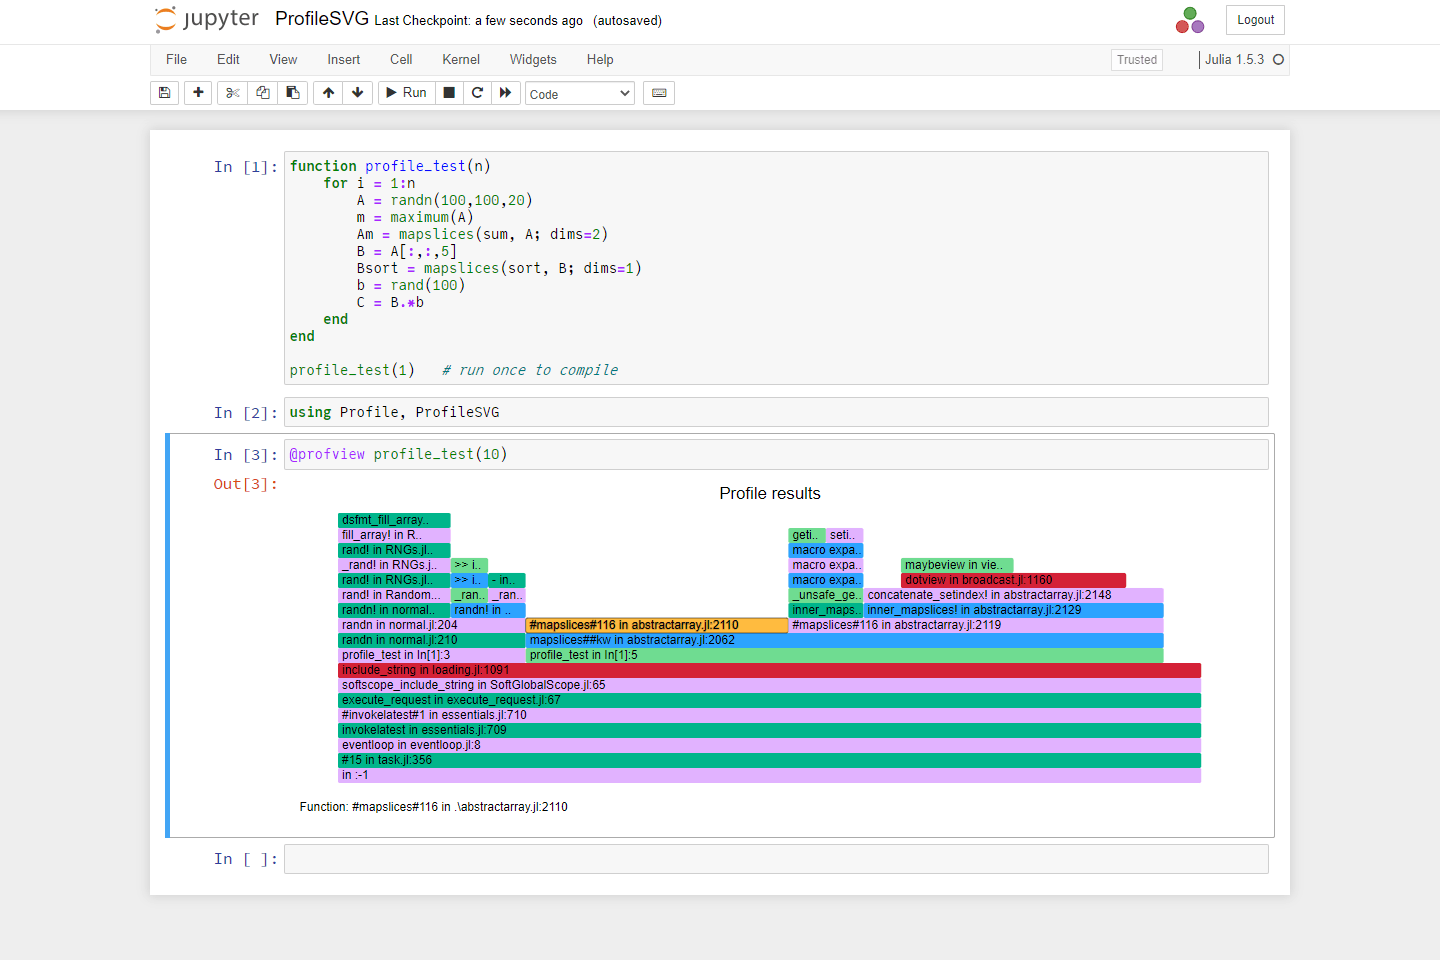 jupyter ProfileSVG Last Checkpoint: a few seconds ago (autosaved) Logout
File Edit View Insert Cell Kernel Widgets Help Trusted Julia 1.5.3
Run Code
In [1]: function profile_test(n)
for i = 1:n
A = randn(100,100,20)
m = maximum(A)
Am = mapslices(sum, A; dims=2)
B = A[:,:,5]
Bsort = mapslices(sort, B; dims=1)
b = rand(100)
C = B.*b
end
end
profile_test(1) # run once to compile
In [2]: using Profile, ProfileSVG
In [3]: @profview profile_test(10)
Out[3]:
Profile results
dsfmt_fill_array..
fill_array! in R.. geti.. seti..
rand! in RNGs.jl.. macro expa..
_rand! in RNGs.j.. >> i.. macro expa.. maybeview in vie..
rand! in RNGs.jl.. >> i.. - in.. macro expa.. dotview in broadcast.jl:1160
rand! in Random... _ran.. _ran.. _unsafe_ge.. concatenate_setindex! in abstractarray.jl:2148
randn! in normal.. randn! in .. inner_maps.. inner_mapslices! in abstractarray.jl:2129
randn in normal.jl:204 #mapslices#116 in abstractarray.jl:2110 #mapslices#116 in abstractarray.jl:2119
randn in normal.jl:210 mapslices##kw in abstractarray.jl:2062
profile_test in In[1]:3 profile_test in In[1]:5
include_string in loading.jl:1091
softscope_include_string in SoftGlobalScope.jl:65
execute_request in execute_request.jl:67
#invokelatest#1 in essentials.jl:710
invokelatest in essentials.jl:709
eventloop in eventloop.jl:8
#15 in task.jl:356
in :-1
Function: #mapslices#116 in .\abstractarray.jl:2110
In [ ]: